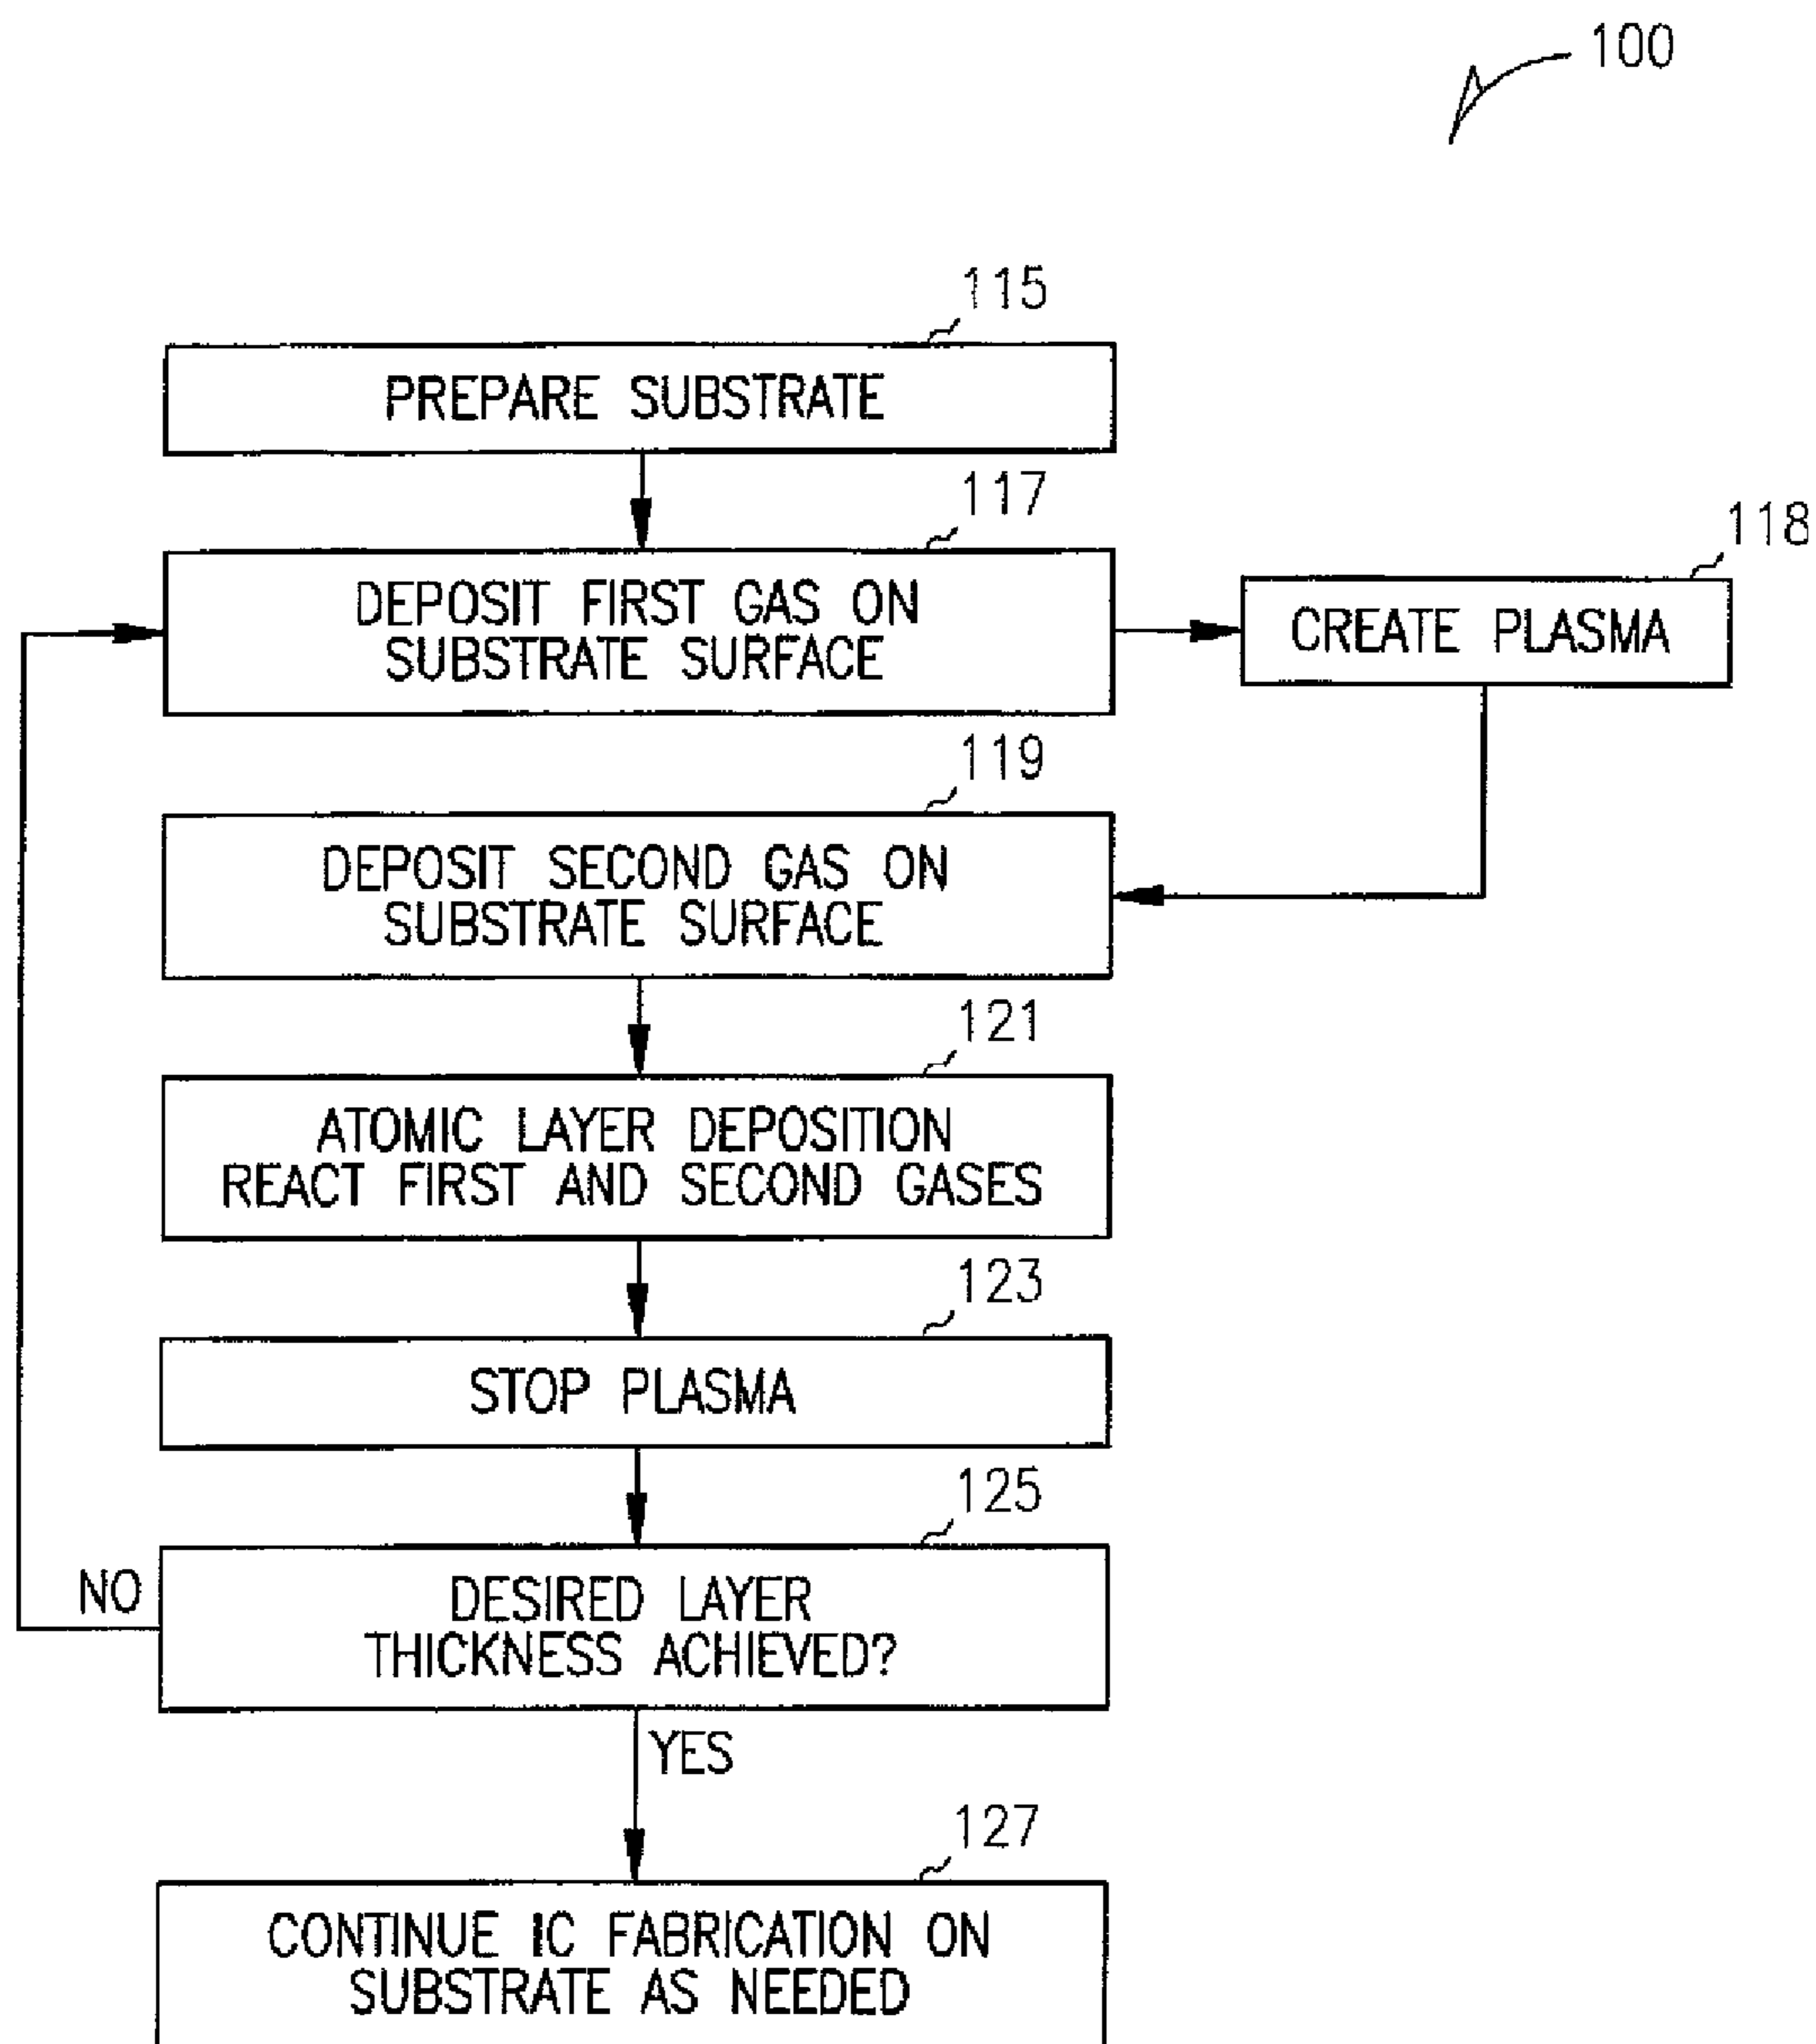 100
115
PREPARE SUBSTRATE
117
DEPOSIT FIRST GAS ON
SUBSTRATE SURFACE
118
CREATE PLASMA
119
DEPOSIT SECOND GAS ON
SUBSTRATE SURFACE
121
ATOMIC LAYER DEPOSITION
REACT FIRST AND SECOND GASES
123
STOP PLASMA
125
DESIRED LAYER
THICKNESS ACHIEVED?
NO
YES
127
CONTINUE IC FABRICATION ON
SUBSTRATE AS NEEDED